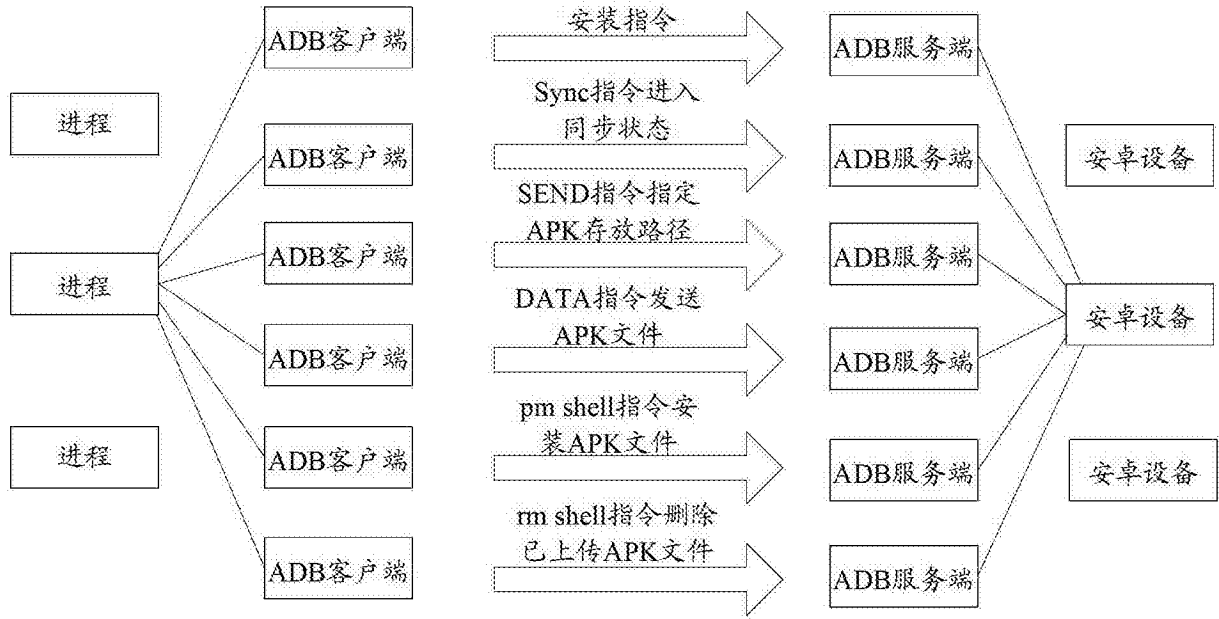 ADB客户端
安装指令
ADB服务端
进程
Sync指令进入
同步状态
ADB客户端
ADB服务端
安卓设备
SEND指令指定
APK存放路径
ADB客户端
ADB服务端
进程
DATA指令发送
APK文件
安卓设备
ADB客户端
ADB服务端
pm shell指令安
装APK文件
进程
ADB客户端
ADB服务端
安卓设备
rm shell指令删除
已上传APK文件
ADB客户端
ADB服务端